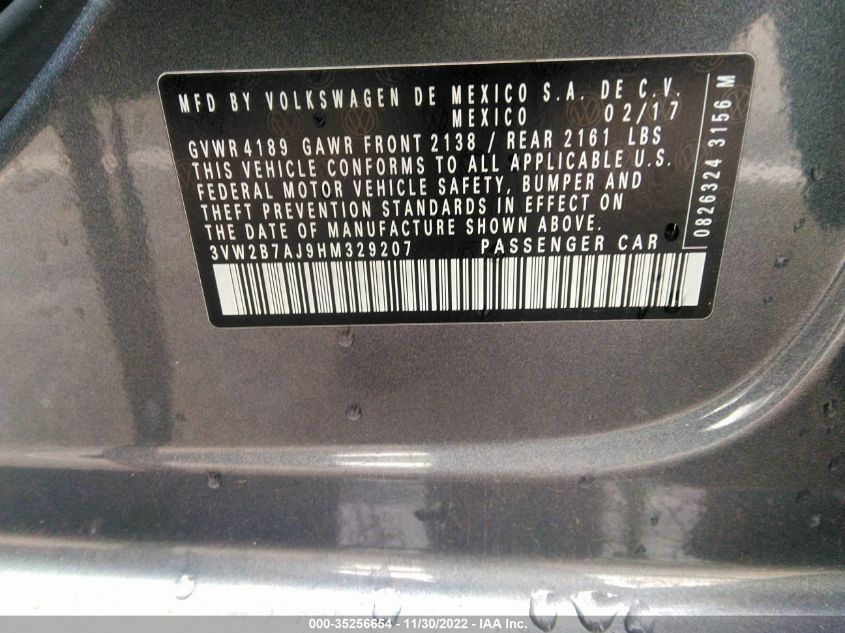 MFD BY VOLKSWAGEN DE MEXICO S.A. DE C.V.
MEXICO 02/17
GVWR 4189 GAWR FRONT 2138 / REAR 2161 LBS
THIS VEHICLE CONFORMS TO ALL APPLICABLE U.S.
FEDERAL MOTOR VEHICLE SAFETY, BUMPER AND
THEFT PREVENTION STANDARDS IN EFFECT ON
THE DATE OF MANUFACTURE SHOWN ABOVE.
3VW2B7AJ9HM329207 PASSENGER CAR
0826324 3156 M
000-35256654 - 11/30/2022 - IAA Inc.